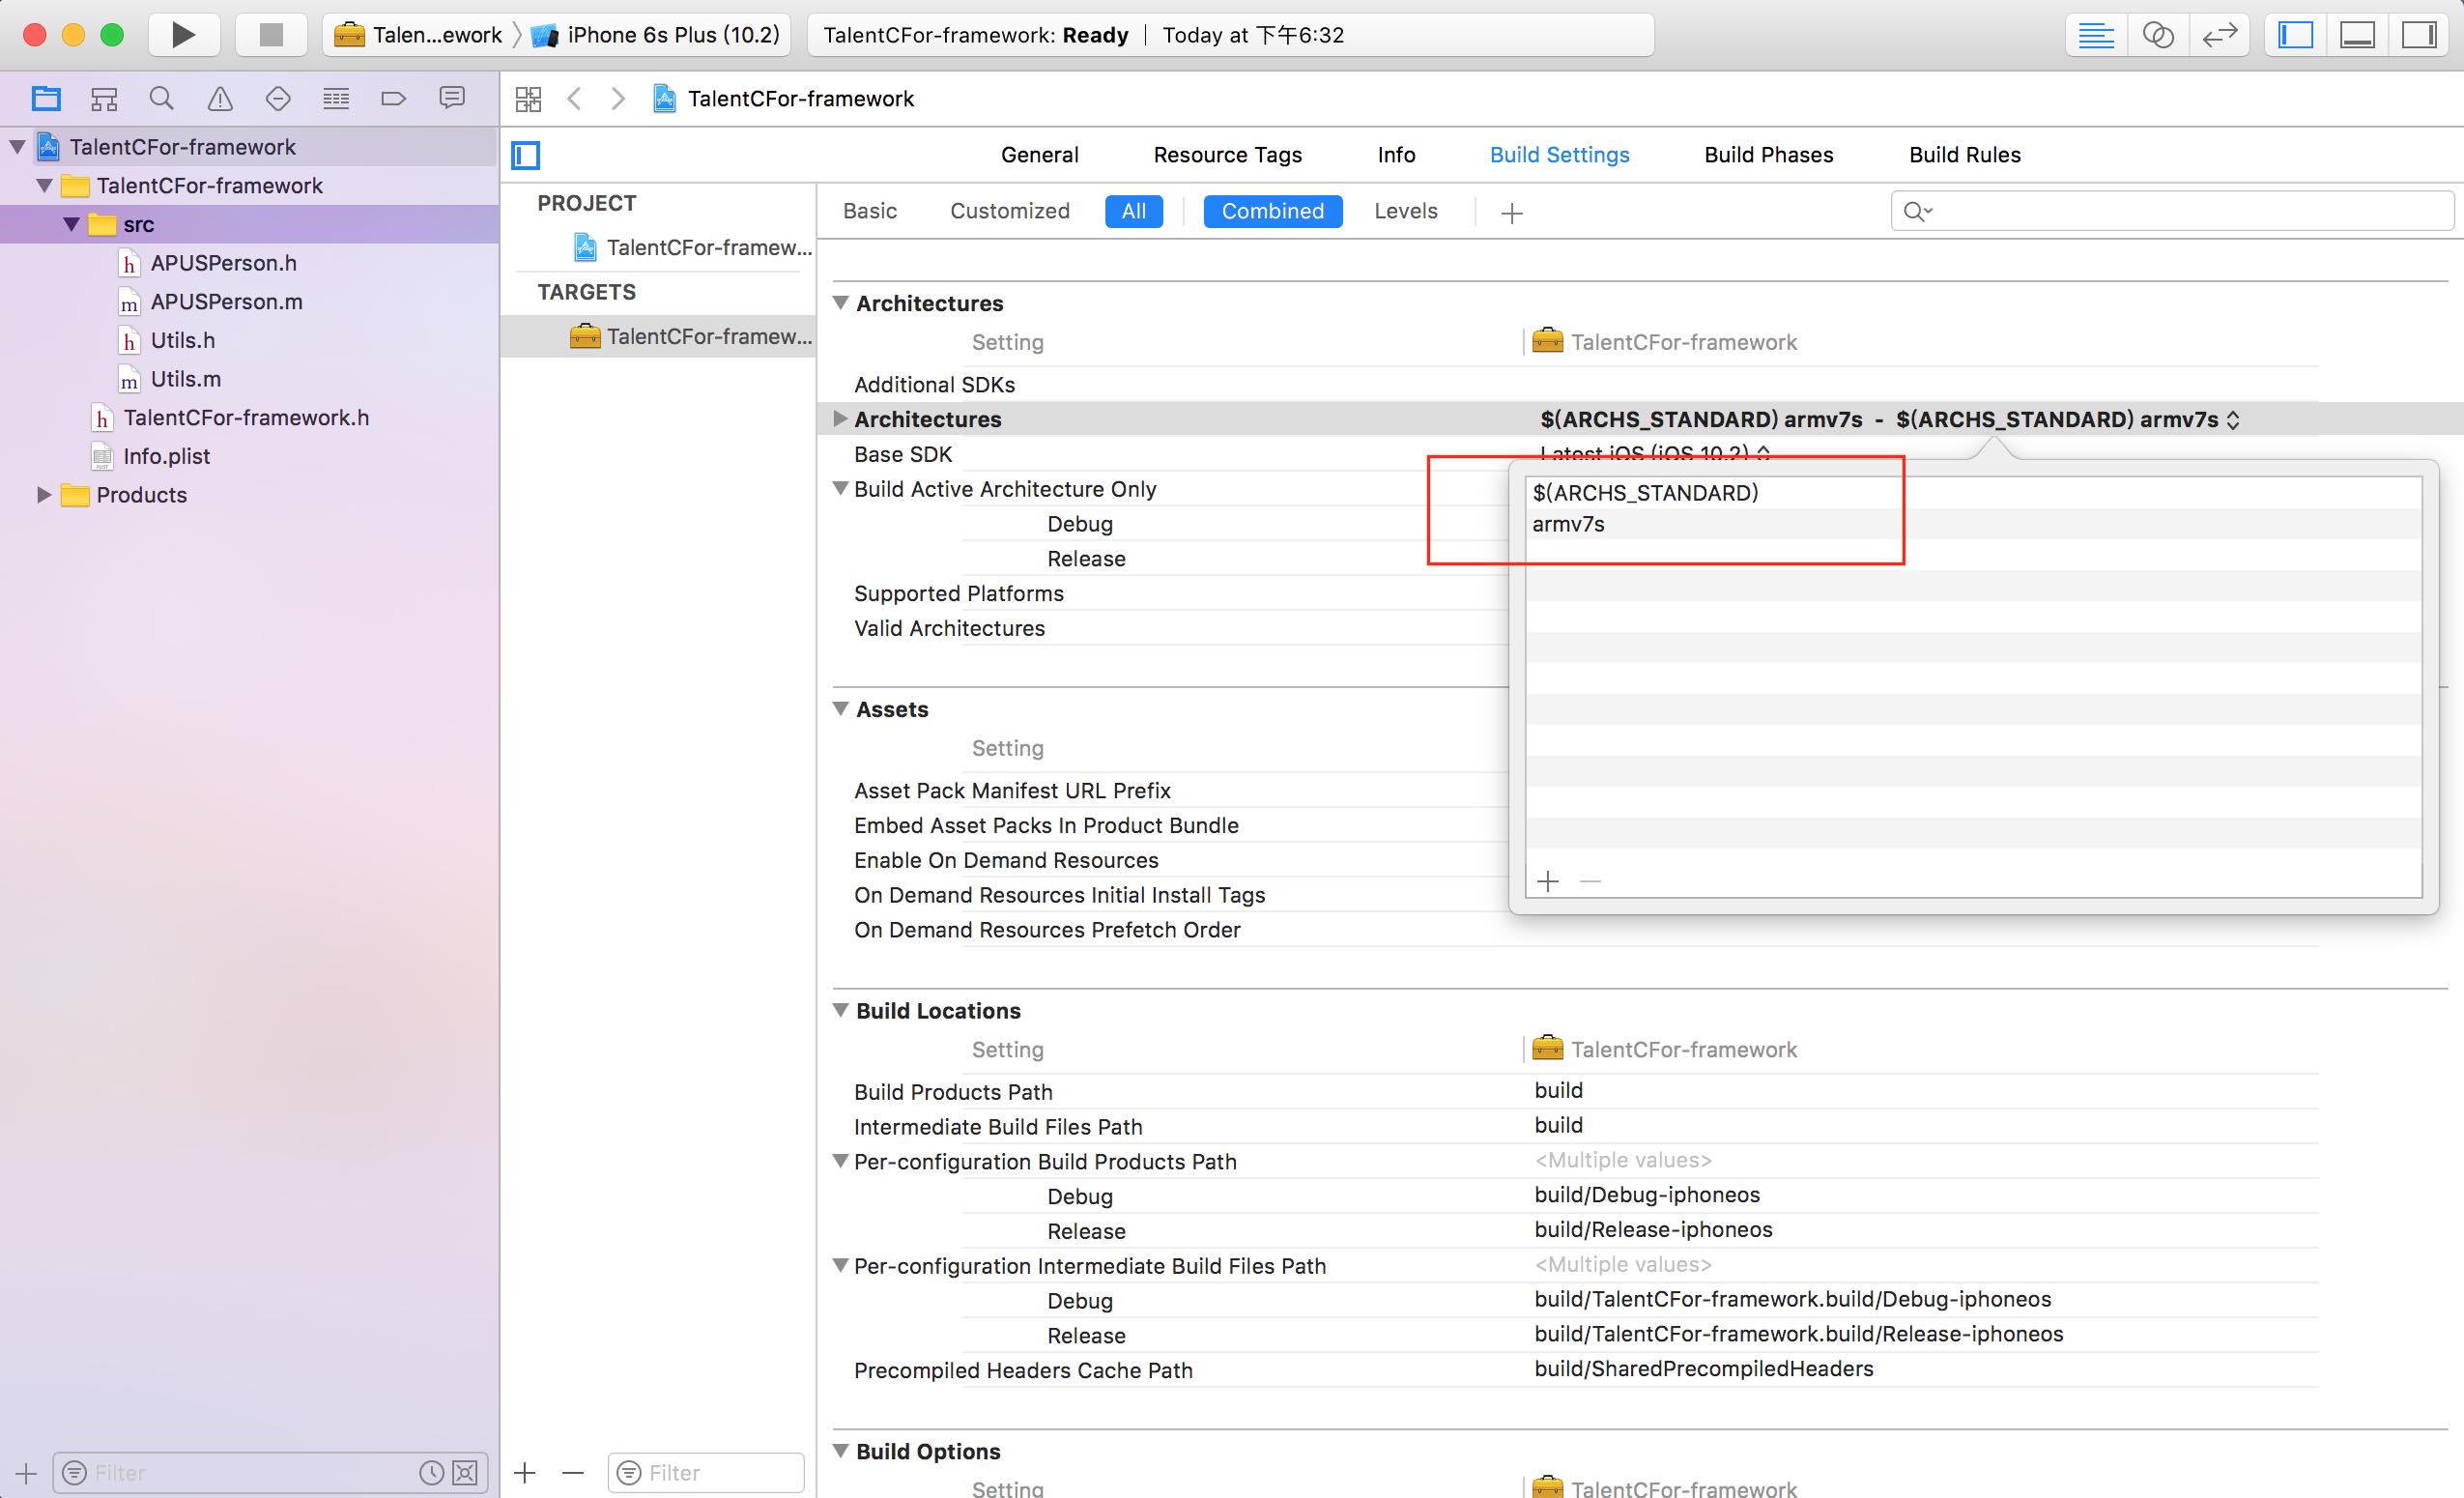 Talen...ework
iPhone 6s Plus (10.2)
TalentCFor-framework: Ready
Today at 下午6:32
TalentCFor-framework
TalentCFor-framework
src
h APUSPerson.h
m APUSPerson.m
h Utils.h
m Utils.m
h TalentCFor-framework.h
Info.plist
Products
Filter
TalentCFor-framework
General Resource Tags Info Build Settings Build Phases Build Rules
PROJECT
TalentCFor-framew...
TARGETS
TalentCFor-framew...
Filter
Basic Customized All Combined Levels
Architectures
Setting TalentCFor-framework
Additional SDKs
Architectures $(ARCHS_STANDARD) armv7s - $(ARCHS_STANDARD) armv7s
Base SDK Latest iOS (iOS 10.2)
Build Active Architecture Only
Debug
Release
Supported Platforms
Valid Architectures
$(ARCHS_STANDARD)
armv7s
Assets
Setting
Asset Pack Manifest URL Prefix
Embed Asset Packs In Product Bundle
Enable On Demand Resources
On Demand Resources Initial Install Tags
On Demand Resources Prefetch Order
Build Locations
Setting TalentCFor-framework
Build Products Path build
Intermediate Build Files Path build
Per-configuration Build Products Path <Multiple values>
Debug build/Debug-iphoneos
Release build/Release-iphoneos
Per-configuration Intermediate Build Files Path <Multiple values>
Debug build/TalentCFor-framework.build/Debug-iphoneos
Release build/TalentCFor-framework.build/Release-iphoneos
Precompiled Headers Cache Path build/SharedPrecompiledHeaders
Build Options
Setting TalentCFor-framework